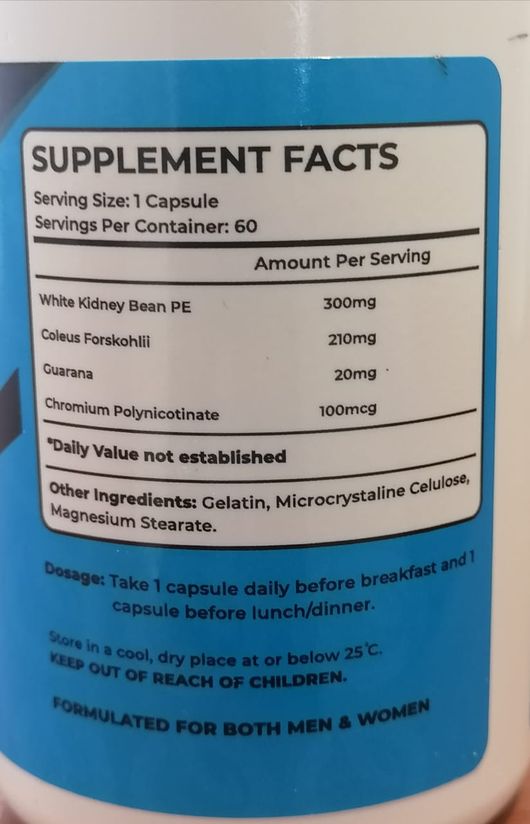 SUPPLEMENT FACTS
Serving Size: 1 Capsule
Servings Per Container: 60
Amount Per Serving
White Kidney Bean PE 300mg
Coleus Forskohlii 210mg
Guarana 20mg
Chromium Polynicotinate 100mcg
*Daily Value not established
Other Ingredients: Gelatin, Microcrystaline Celulose,
Magnesium Stearate.
Dosage: Take 1 capsule daily before breakfast and 1
capsule before lunch/dinner.
Store in a cool, dry place at or below 25°C.
KEEP OUT OF REACH OF CHILDREN.
FORMULATED FOR BOTH MEN & WOMEN